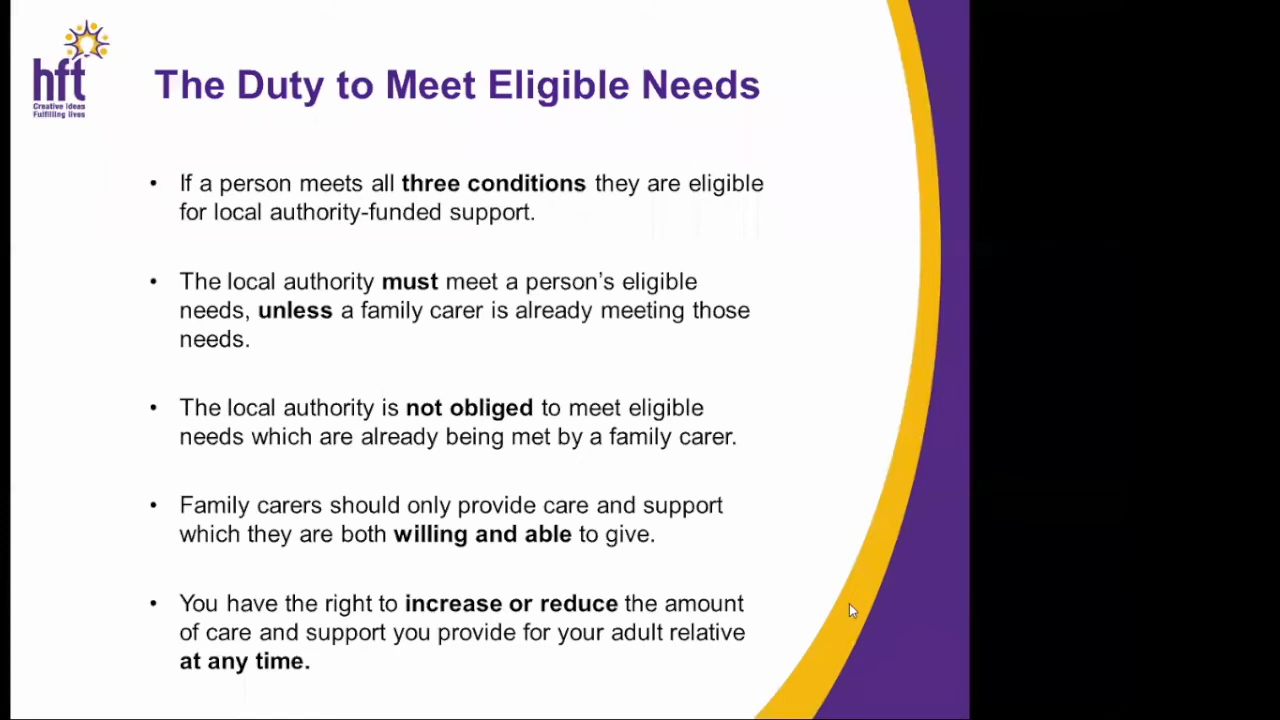 hft
Creative ideas
Fulfilling lives
The Duty to Meet Eligible Needs
• If a person meets all three conditions they are eligible
for local authority-funded support.
• The local authority must meet a person’s eligible
needs, unless a family carer is already meeting those
needs.
• The local authority is not obliged to meet eligible
needs which are already being met by a family carer.
• Family carers should only provide care and support
which they are both willing and able to give.
• You have the right to increase or reduce the amount
of care and support you provide for your adult relative
at any time.